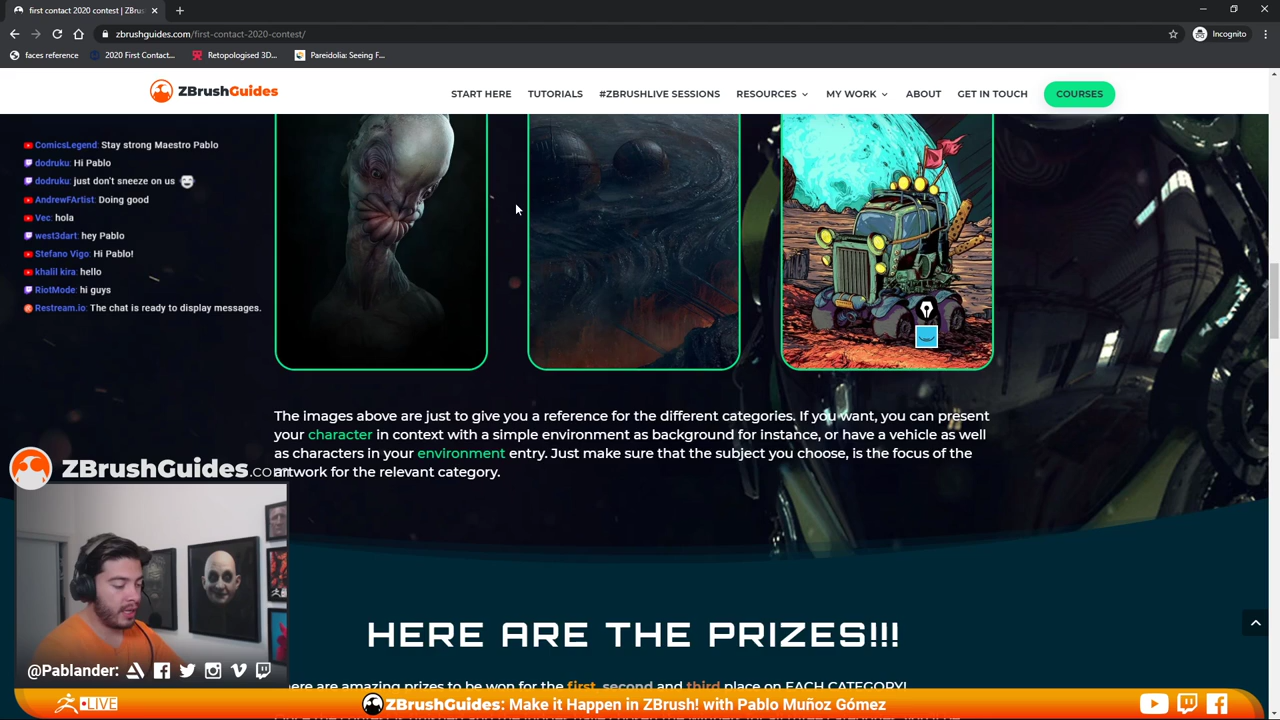 first contact 2020 contest | ZBrus
zbrushguides.com/first-contact-2020-contest/
Incognito
faces reference
2020 First Contact...
Retopologised 3D...
Pareidolia: Seeing F...
ZBrushGuides
START HERE
TUTORIALS
#ZBRUSHLIVE SESSIONS
RESOURCES
MY WORK
ABOUT
GET IN TOUCH
COURSES
ComicsLegend: Stay strong Maestro Pablo
dodruku: Hi Pablo
dodruku: just don't sneeze on us
AndrewFArtist: Doing good
Vec: hola
west3dart: hey Pablo
Stefano Vigo: Hi Pablo!
khalil kira: hello
RiotMode: hi guys
Restream.io: The chat is ready to display messages.
The images above are just to give you a reference for the different categories. If you want, you can present
your character in context with a simple environment as background for instance, or have a vehicle as well
as characters in your environment entry. Just make sure that the subject you choose, is the focus of the
artwork for the relevant category.
ZBrushGuides.com
HERE ARE THE PRIZES!!!
here are amazing prizes to be won for the first, second and third place on EACH CATEGORY!
@Pablander:
LIVE
ZBrushGuides: Make it Happen in ZBrush! with Pablo Muñoz Gómez